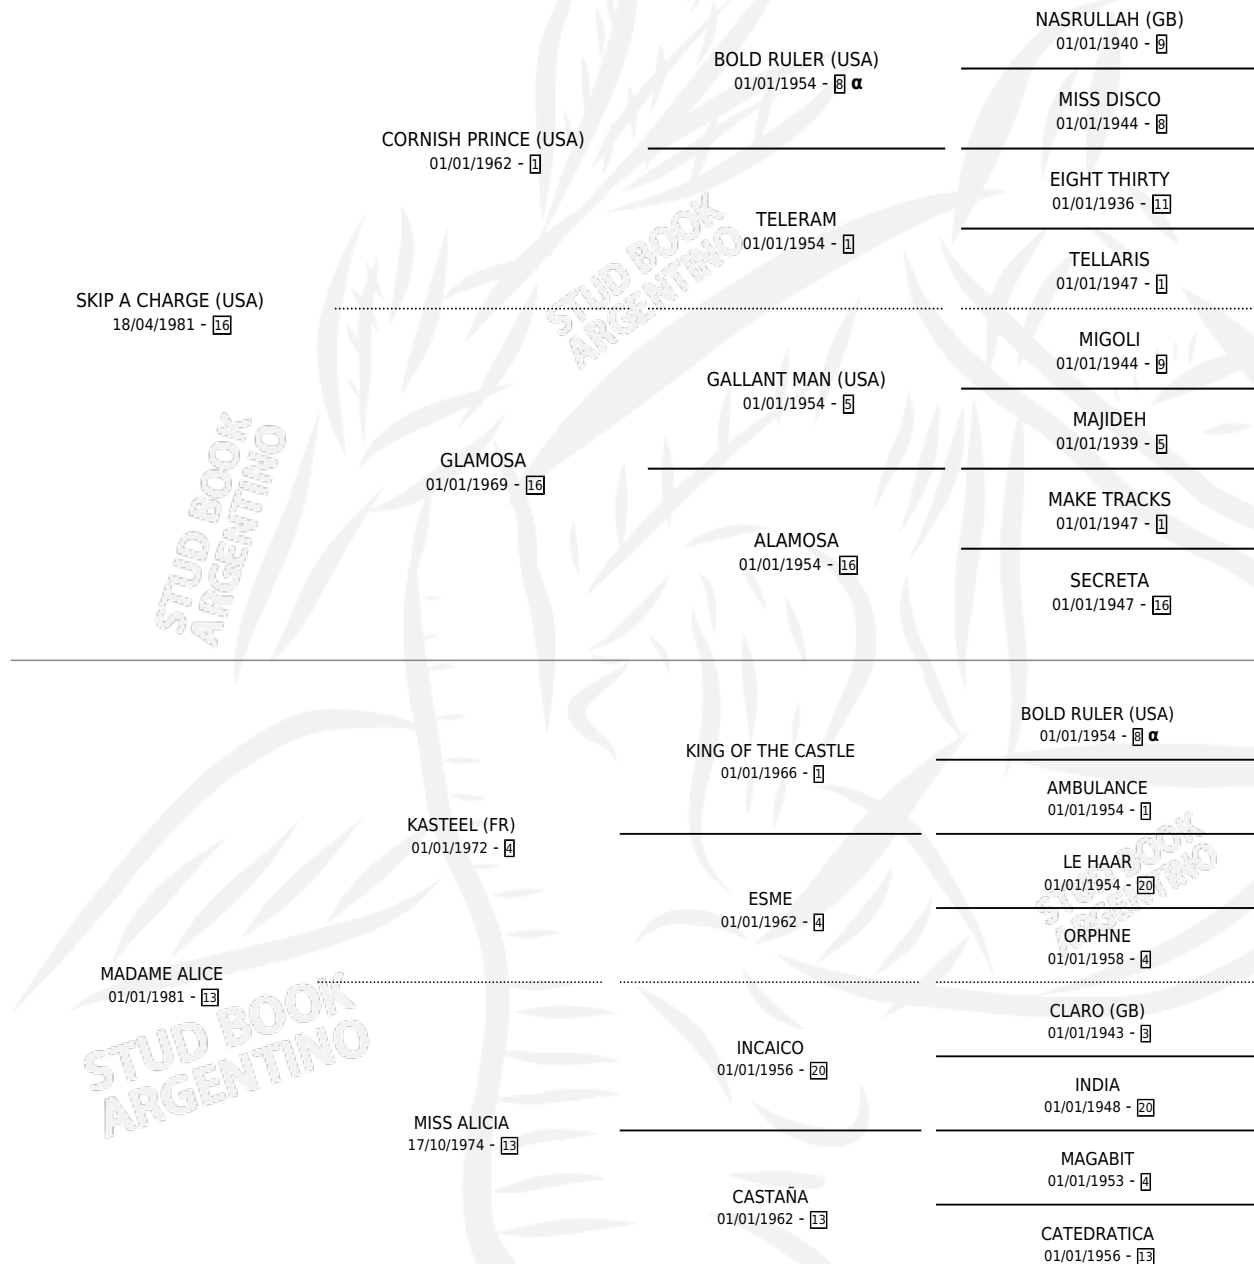 NASRULLAH (GB)
01/01/1940 - 9
BOLD RULER (USA)
01/01/1954 - 8 α
MISS DISCO
01/01/1944 - 8
CORNISH PRINCE (USA)
01/01/1962 - 1
EIGHT THIRTY
01/01/1936 - 11
TELERAM
01/01/1954 - 1
TELLARIS
01/01/1947 - 1
SKIP A CHARGE (USA)
18/04/1981 - 16
MIGOLI
01/01/1944 - 9
GALLANT MAN (USA)
01/01/1954 - 5
MAJIDEH
01/01/1939 - 5
GLAMOSA
01/01/1969 - 16
MAKE TRACKS
01/01/1947 - 1
ALAMOSA
01/01/1954 - 16
SECRETA
01/01/1947 - 16
BOLD RULER (USA)
01/01/1954 - 8 α
KING OF THE CASTLE
01/01/1966 - 1
AMBULANCE
01/01/1954 - 1
KASTEEL (FR)
01/01/1972 - 4
LE HAAR
01/01/1954 - 20
ESME
01/01/1962 - 4
ORPHNE
01/01/1958 - 4
MADAME ALICE
01/01/1981 - 13
CLARO (GB)
01/01/1943 - 3
INCAICO
01/01/1956 - 20
INDIA
01/01/1948 - 20
MISS ALICIA
17/10/1974 - 13
MAGABIT
01/01/1953 - 4
CASTAÑA
01/01/1962 - 13
CATEDRATICA
01/01/1956 - 13
STUD BOOK
ARGENTINO
STUD BOOK
ARGENTINO
STUD BOOK
ARGENTINO
STUD BOOK
ARGENTINO